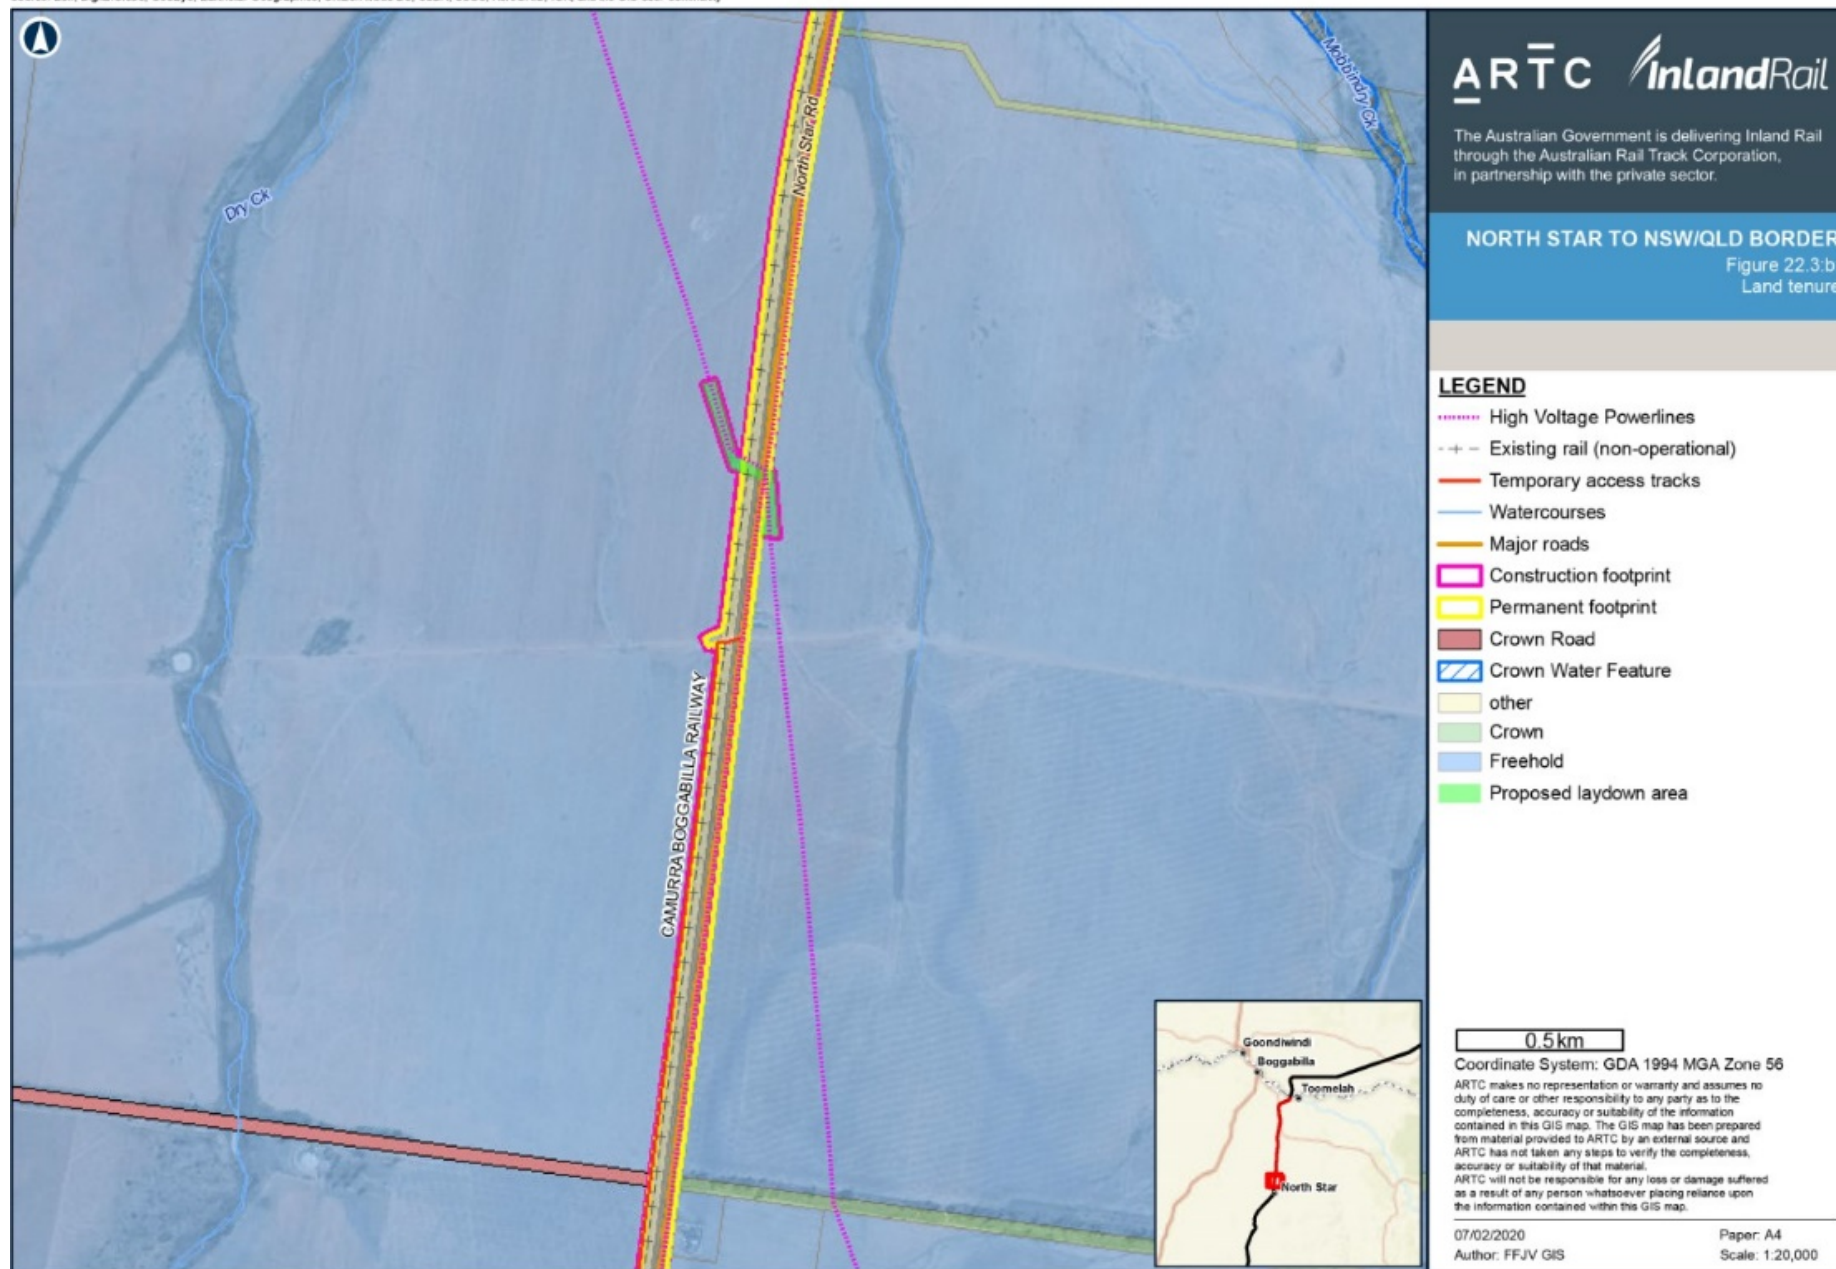 Dry Ck
North Star Rd
Mobbindry Ck
CAMURRA BOGGABILLA RAILWAY
Goondiwindi
Boggabilla
Toomelah
North Star
ARTC InlandRail
The Australian Government is delivering Inland Rail
through the Australian Rail Track Corporation,
in partnership with the private sector.
NORTH STAR TO NSW/QLD BORDER
Figure 22.3:b
Land tenure
LEGEND
High Voltage Powerlines
Existing rail (non-operational)
Temporary access tracks
Watercourses
Major roads
Construction footprint
Permanent footprint
Crown Road
Crown Water Feature
other
Crown
Freehold
Proposed laydown area
0.5km
Coordinate System: GDA 1994 MGA Zone 56
ARTC makes no representation or warranty and assumes no
duty of care or other responsibility to any party as to the
completeness, accuracy or suitability of the information
contained in this GIS map. The GIS map has been prepared
from material provided to ARTC by an external source and
ARTC has not taken any steps to verify the completeness,
accuracy or suitability of that material.
ARTC will not be responsible for any loss or damage suffered
as a result of any person whatsoever placing reliance upon
the information contained within this GIS map.
07/02/2020 Paper: A4
Author: FFJV GIS Scale: 1:20,000